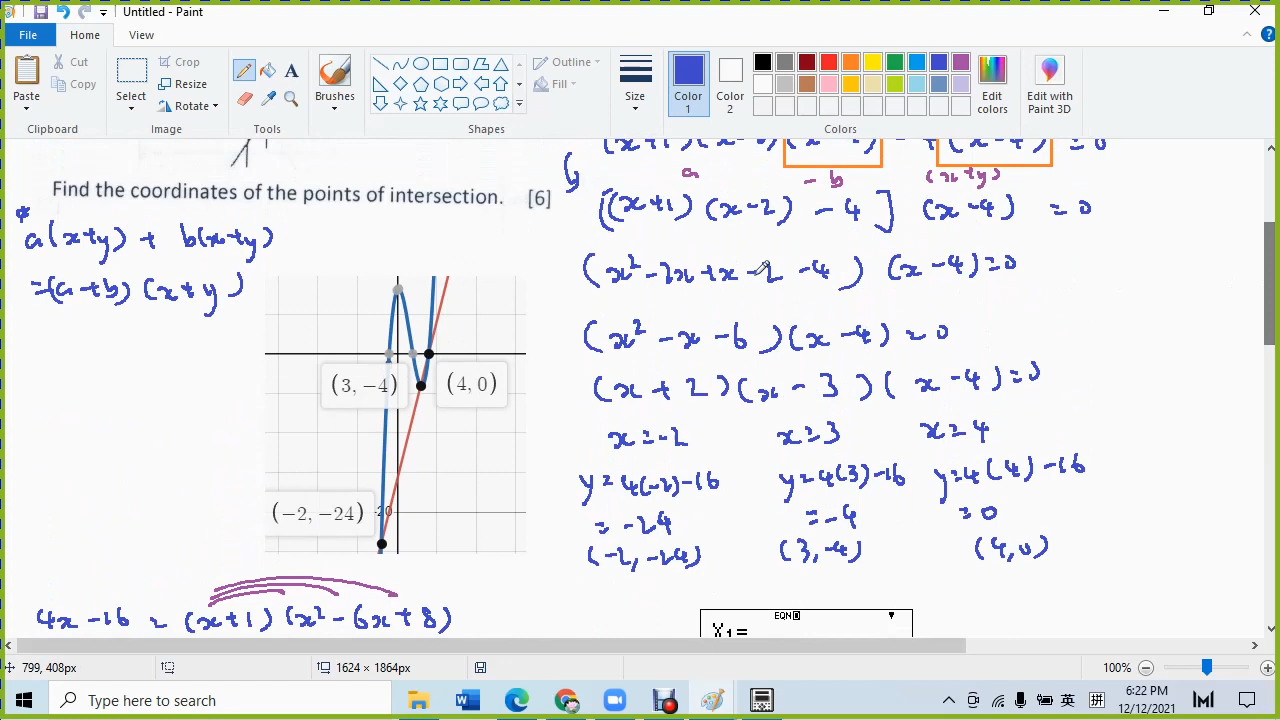 Untitled - Paint
File Home View
Paste Cut Copy Select Crop Resize Rotate A Brushes Outline Fill Size Color 1 Color 2 Edit colors Edit with Paint 3D
Clipboard Image Tools Shapes Colors
Find the coordinates of the points of intersection. [6]
* a(x+y) + b(x+y)
=(a+b)(x+y)
(3, −4) (4, 0)
(−2, −24) -20
a - b (x+y)
[(x+1)(x-2) - 4] (x-4) = 0
(x² - 2x + x - 2 - 4) (x-4) = 0
(x² - x - 6)(x-4) = 0
(x + 2)(x - 3)(x-4) = 0
x = -2 x = 3 x = 4
y = 4(-2) - 16 y = 4(3) - 16 y = 4(4) - 16
= -24 = -4 = 0
(-2, -24) (3, -4) (4, 0)
4x - 16 = (x+1)(x² - 6x + 8)
EQN
X1=
799, 408px 1624 × 1864px 100%
Type here to search
英 拼 6:22 PM
12/12/2021